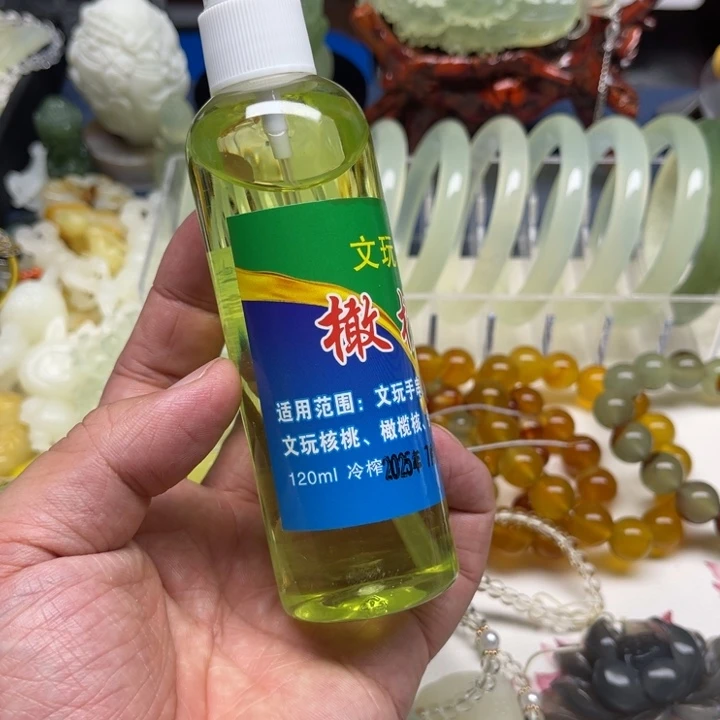 文玩
橄
适用范围：文玩手
文玩核桃、橄榄核、
120ml 冷榨 2025年